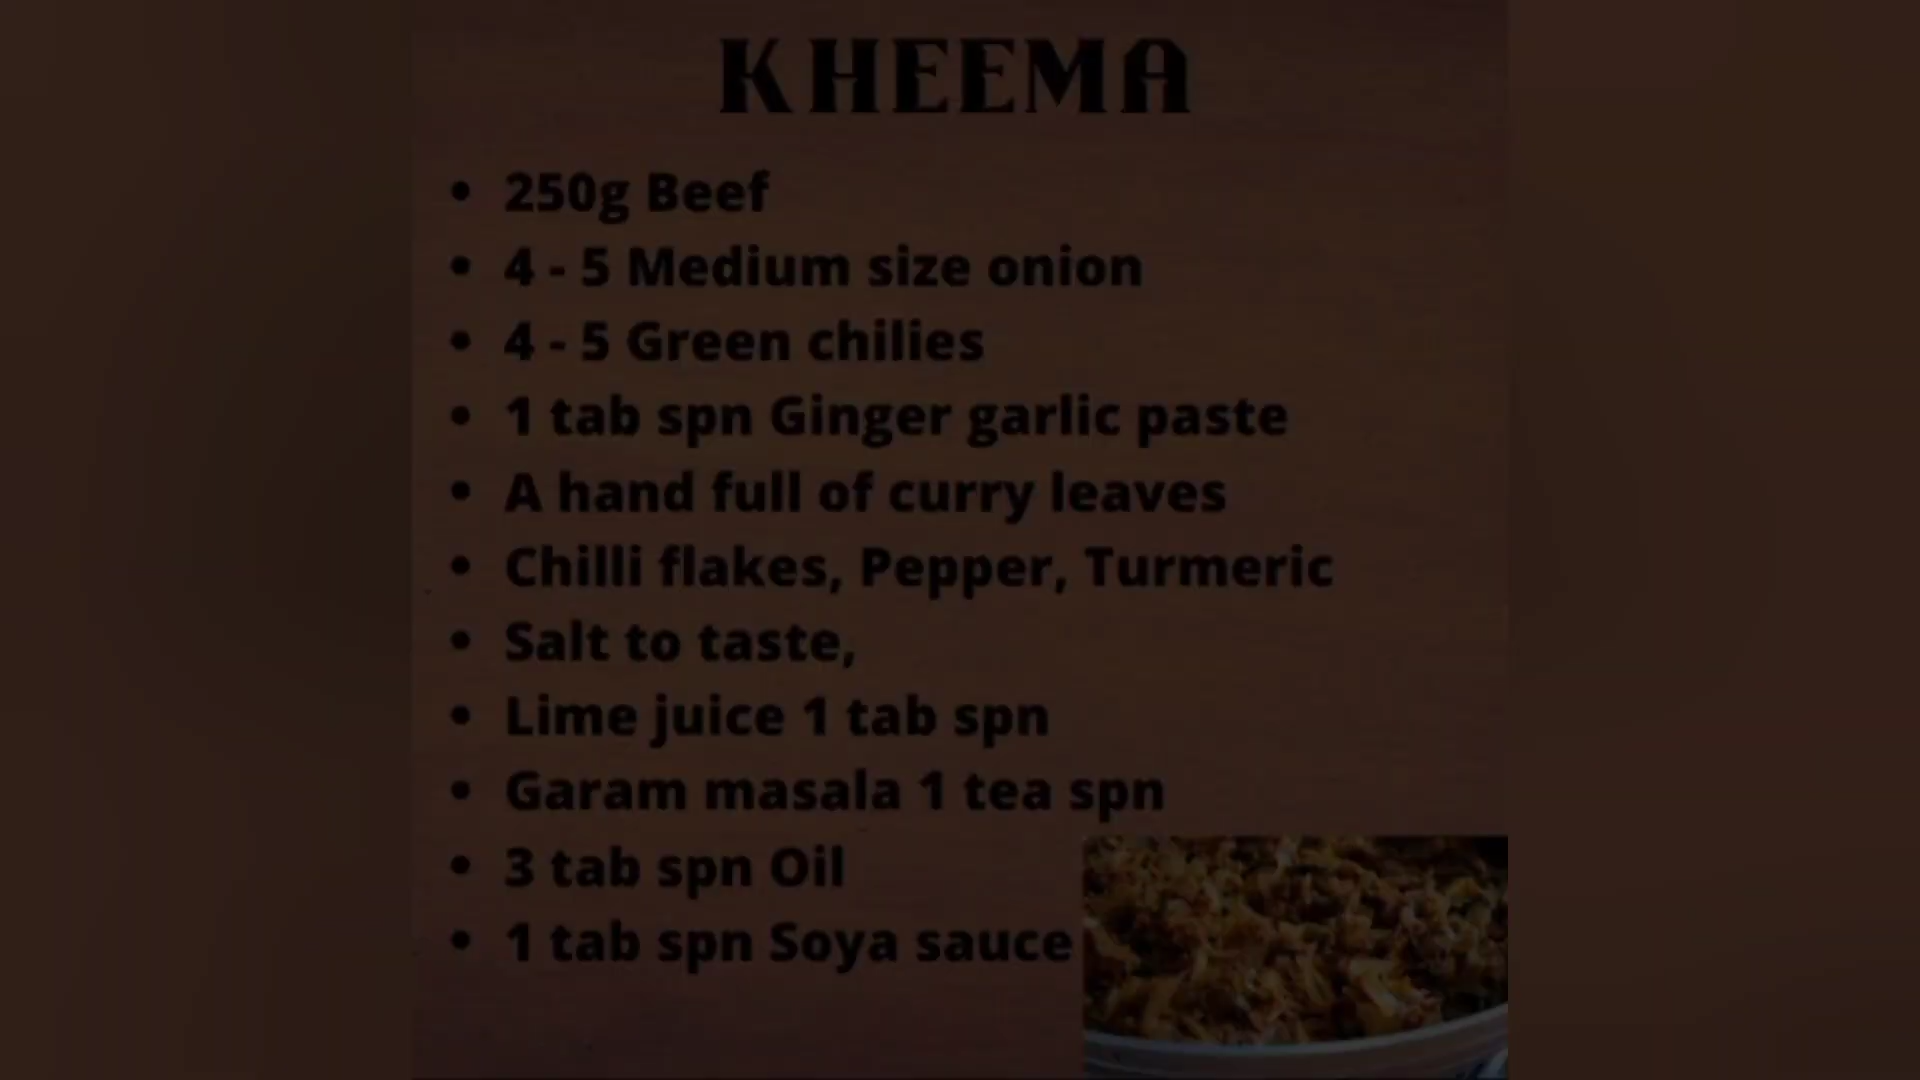 KHEEMA
• 250g Beef
• 4 - 5 Medium size onion
• 4 - 5 Green chilies
• 1 tab spn Ginger garlic paste
• A hand full of curry leaves
• Chilli flakes, Pepper, Turmeric
• Salt to taste,
• Lime juice 1 tab spn
• Garam masala 1 tea spn
• 3 tab spn Oil
• 1 tab spn Soya sauce